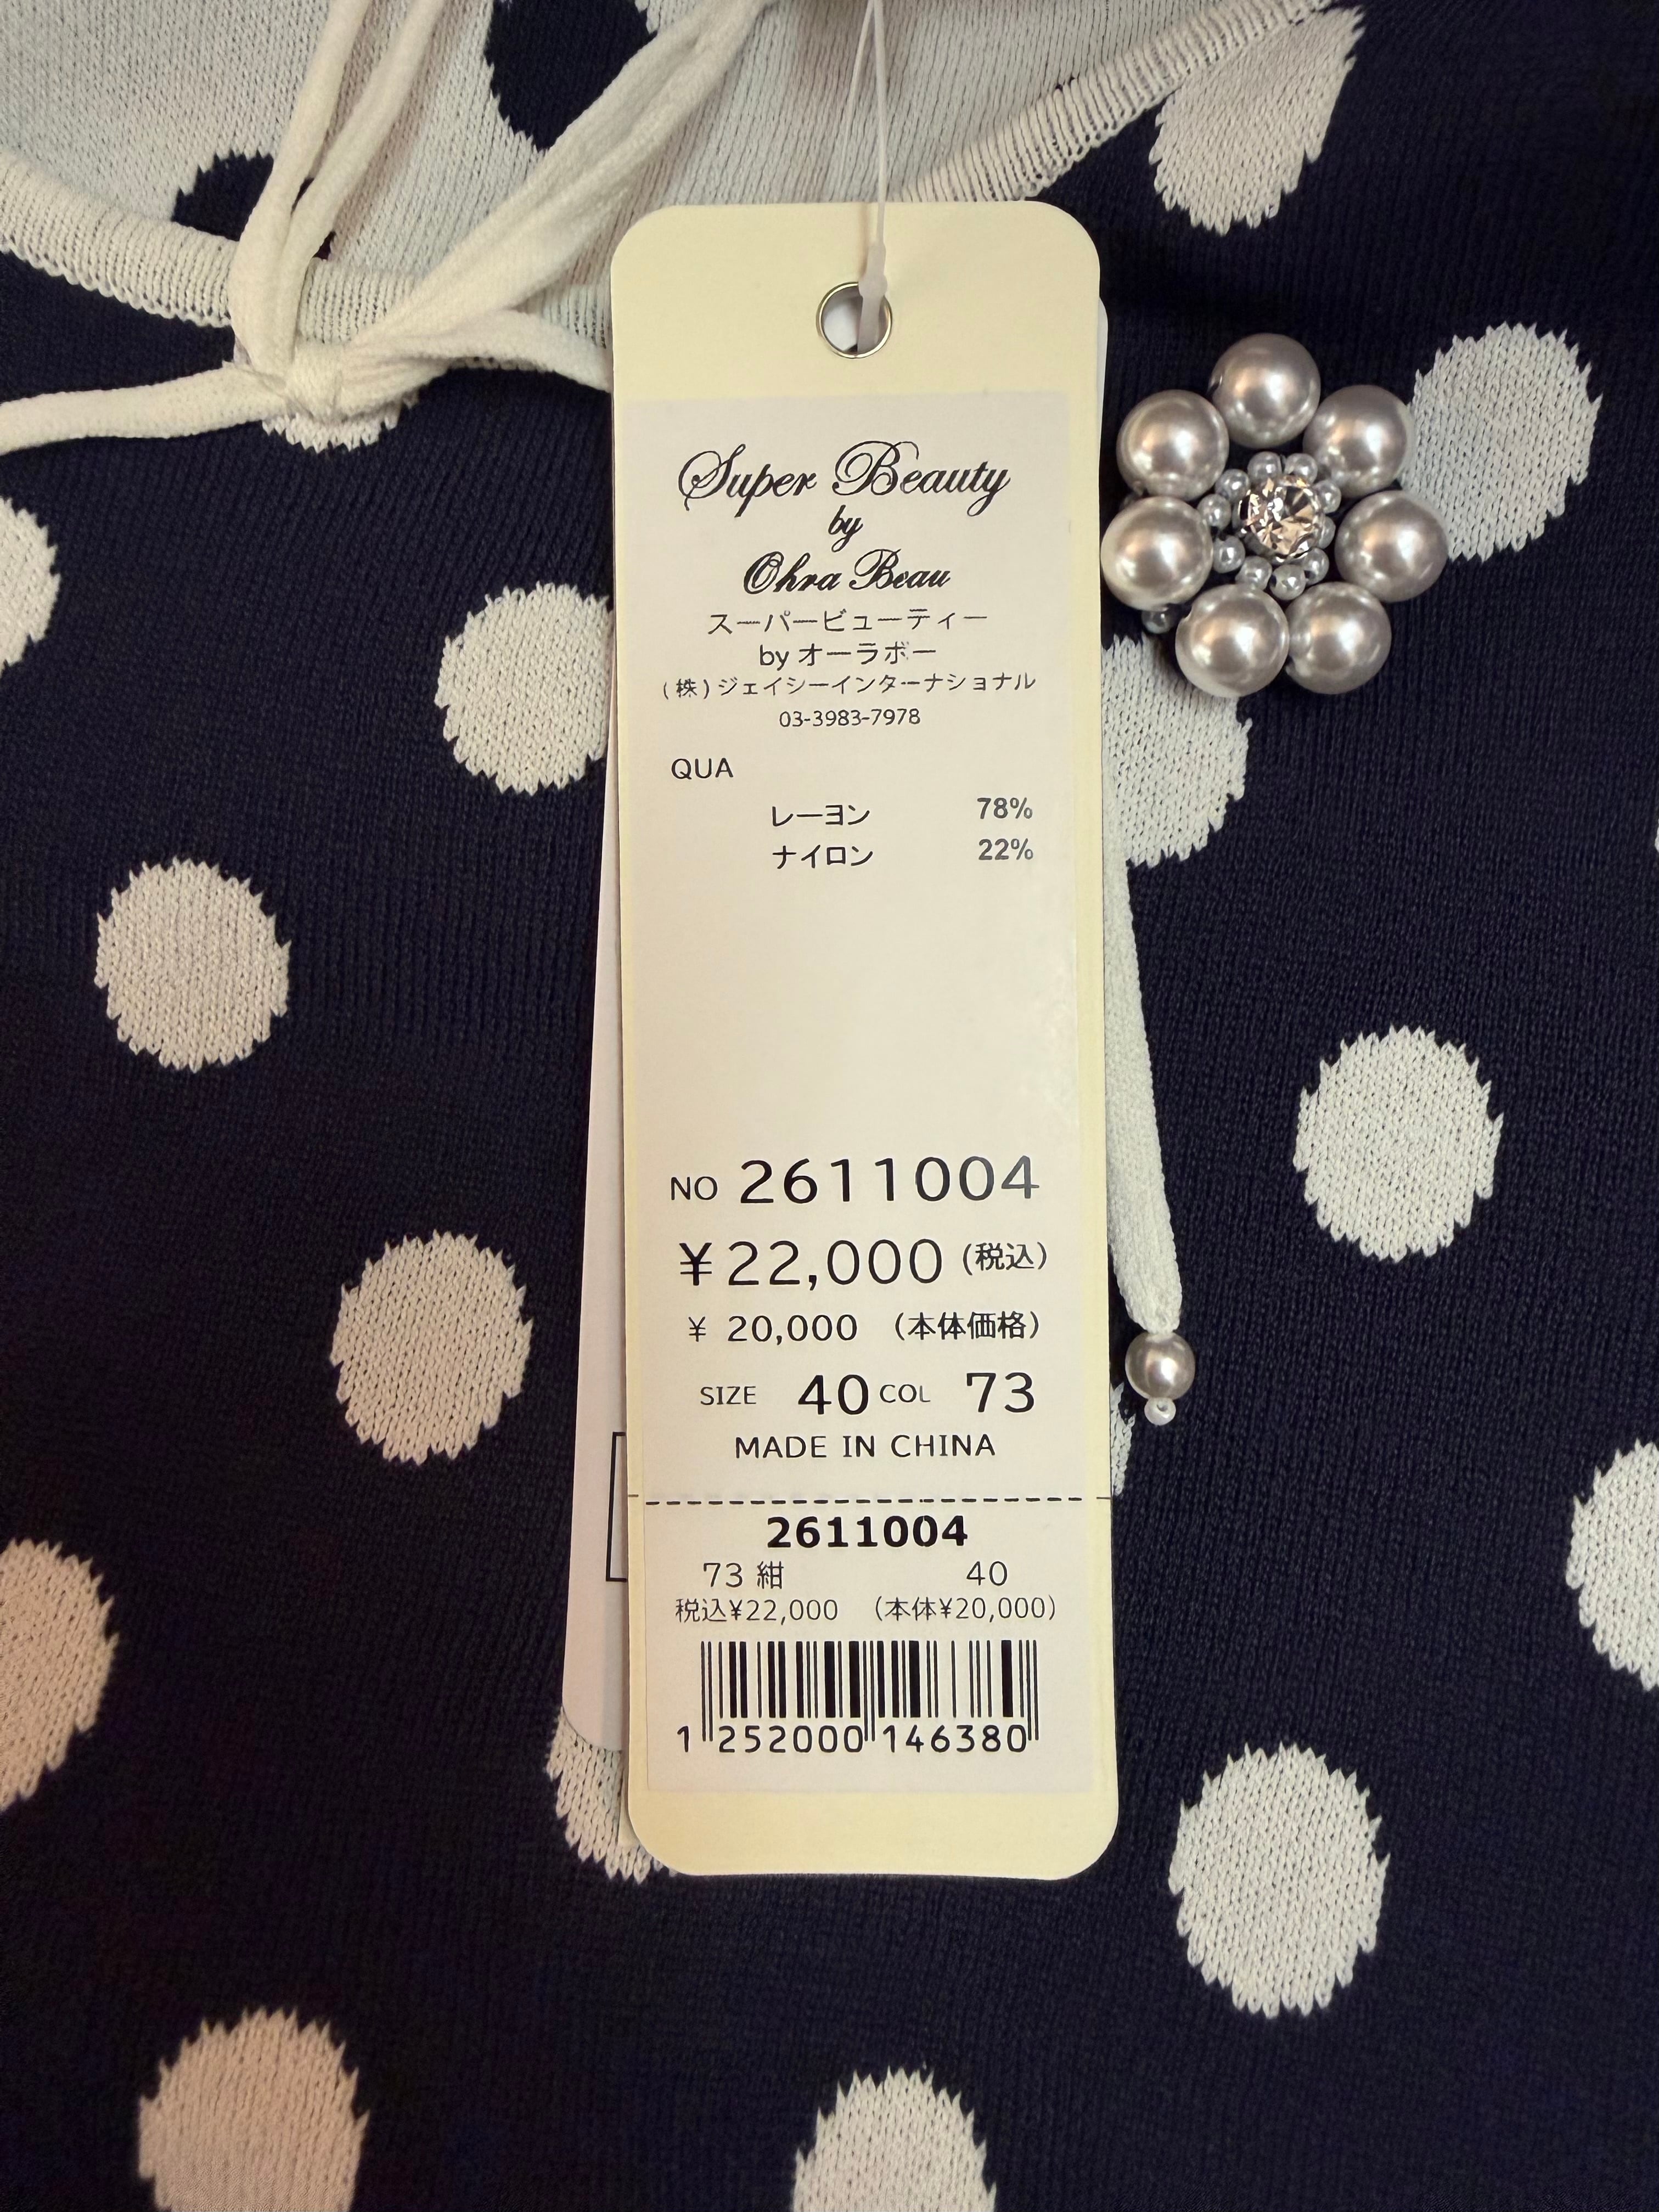 Super Beauty
by
Ohra Beau
スーパービューティー
by オーラボー
(株)ジェイシーインターナショナル
03-3983-7978
QUA
レーヨン 78%
ナイロン 22%
NO 2611004
¥22,000 (税込)
¥ 20,000 (本体価格)
SIZE 40 COL 73
MADE IN CHINA
2611004
73 紺 40
税込¥22,000 (本体¥20,000)
1 252000 146380